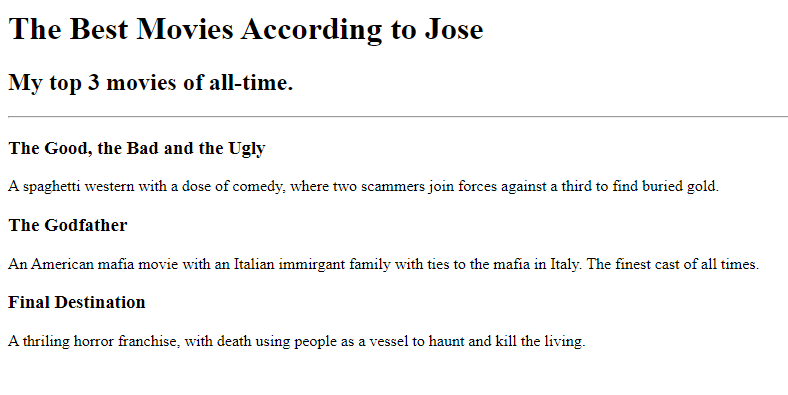 The Best Movies According to Jose
My top 3 movies of all-time.
The Good, the Bad and the Ugly
A spaghetti western with a dose of comedy, where two scammers join forces against a third to find buried gold.
The Godfather
An American mafia movie with an Italian immirgant family with ties to the mafia in Italy. The finest cast of all times.
Final Destination
A thriling horror franchise, with death using people as a vessel to haunt and kill the living.